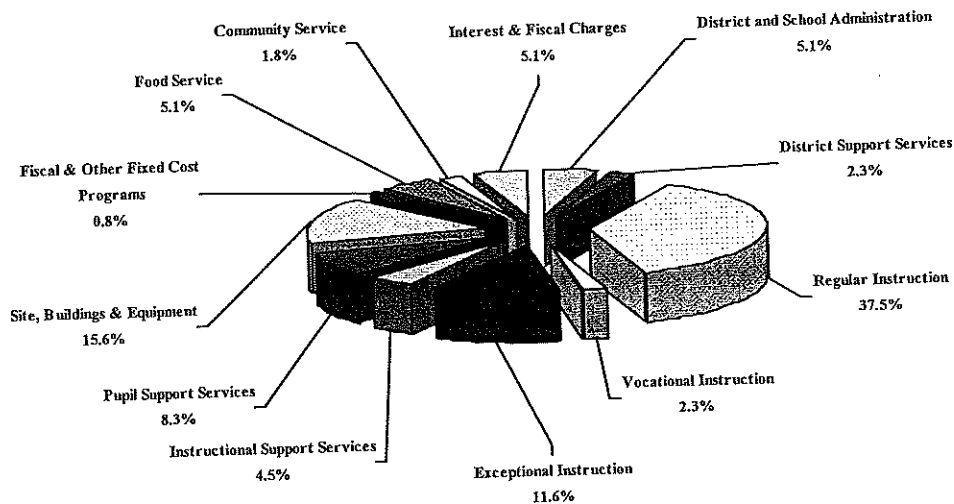 Community Service
1.8%
Interest & Fiscal Charges
5.1%
District and School Administration
5.1%
Food Service
5.1%
District Support Services
2.3%
Fiscal & Other Fixed Cost
Programs
0.8%
Regular Instruction
37.5%
Site, Buildings & Equipment
15.6%
Vocational Instruction
2.3%
Pupil Support Services
8.3%
Instructional Support Services
4.5%
Exceptional Instruction
11.6%